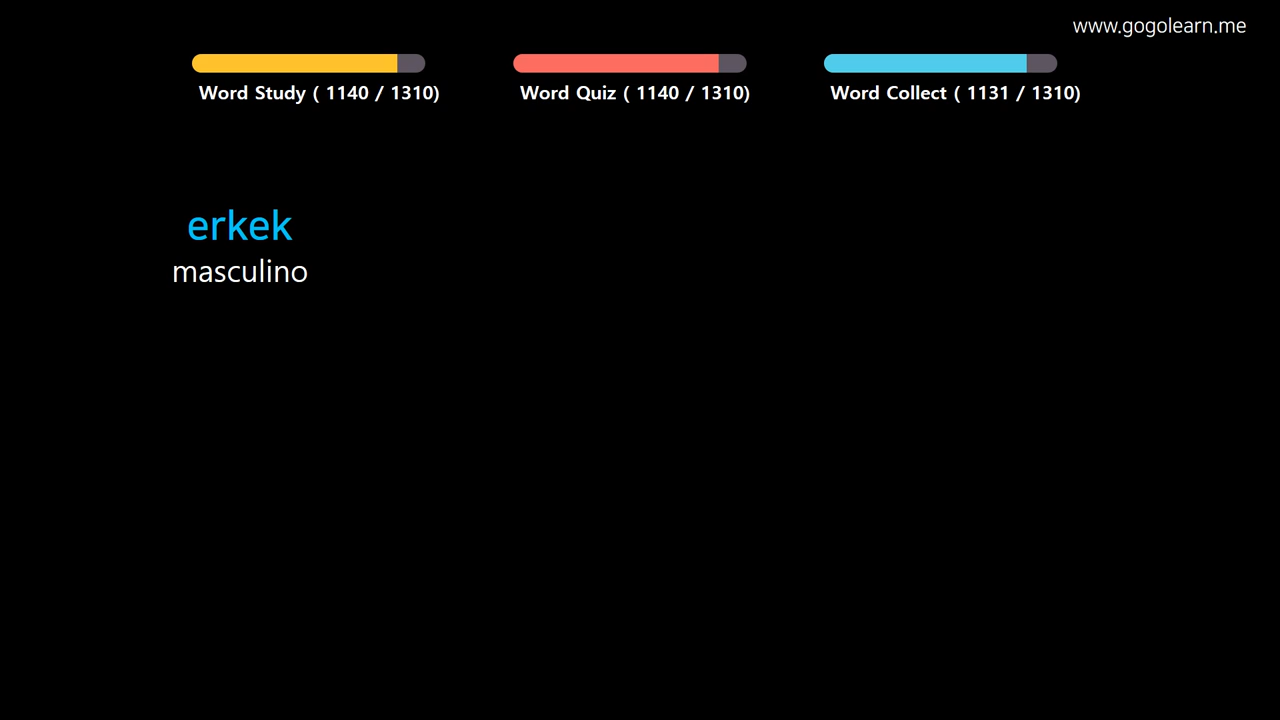 www.gogolearn.me
Word Study ( 1140 / 1310)
Word Quiz ( 1140 / 1310)
Word Collect ( 1131 / 1310)
erkek
masculino